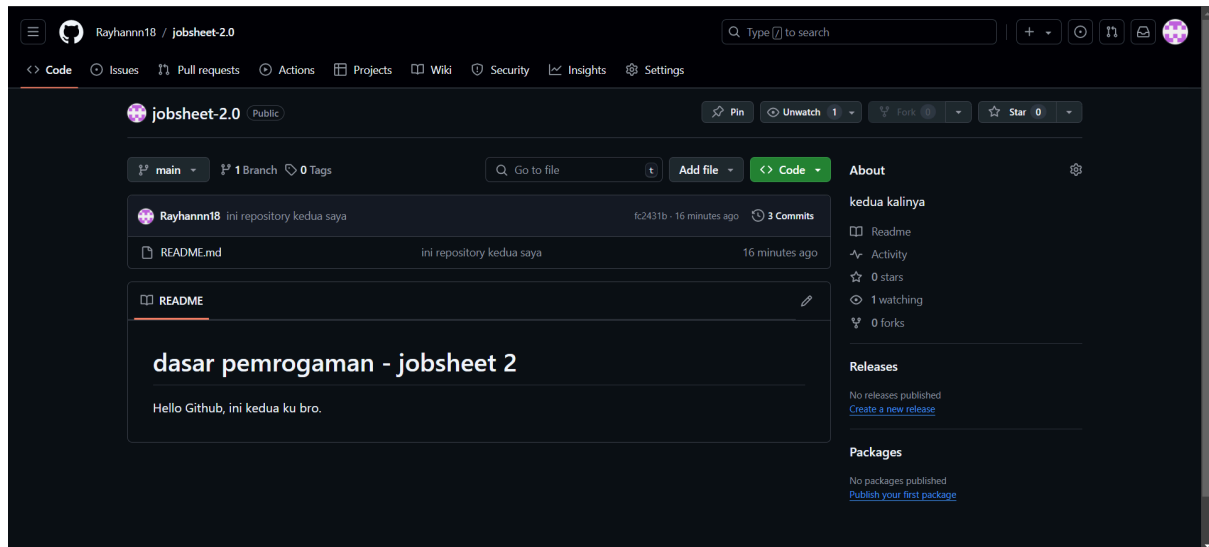 Rayhannn18 / jobsheet-2.0
Type / to search
Code Issues Pull requests Actions Projects Wiki Security Insights Settings
jobsheet-2.0 Public
Pin Unwatch 1 Fork 0 Star 0
main 1 Branch 0 Tags
Go to file t Add file Code
Rayhannn18 ini repository kedua saya fc2431b · 16 minutes ago 3 Commits
README.md ini repository kedua saya 16 minutes ago
README
dasar pemrogaman - jobsheet 2
Hello Github, ini kedua ku bro.
About
kedua kalinya
Readme
Activity
0 stars
1 watching
0 forks
Releases
No releases published
Create a new release
Packages
No packages published
Publish your first package